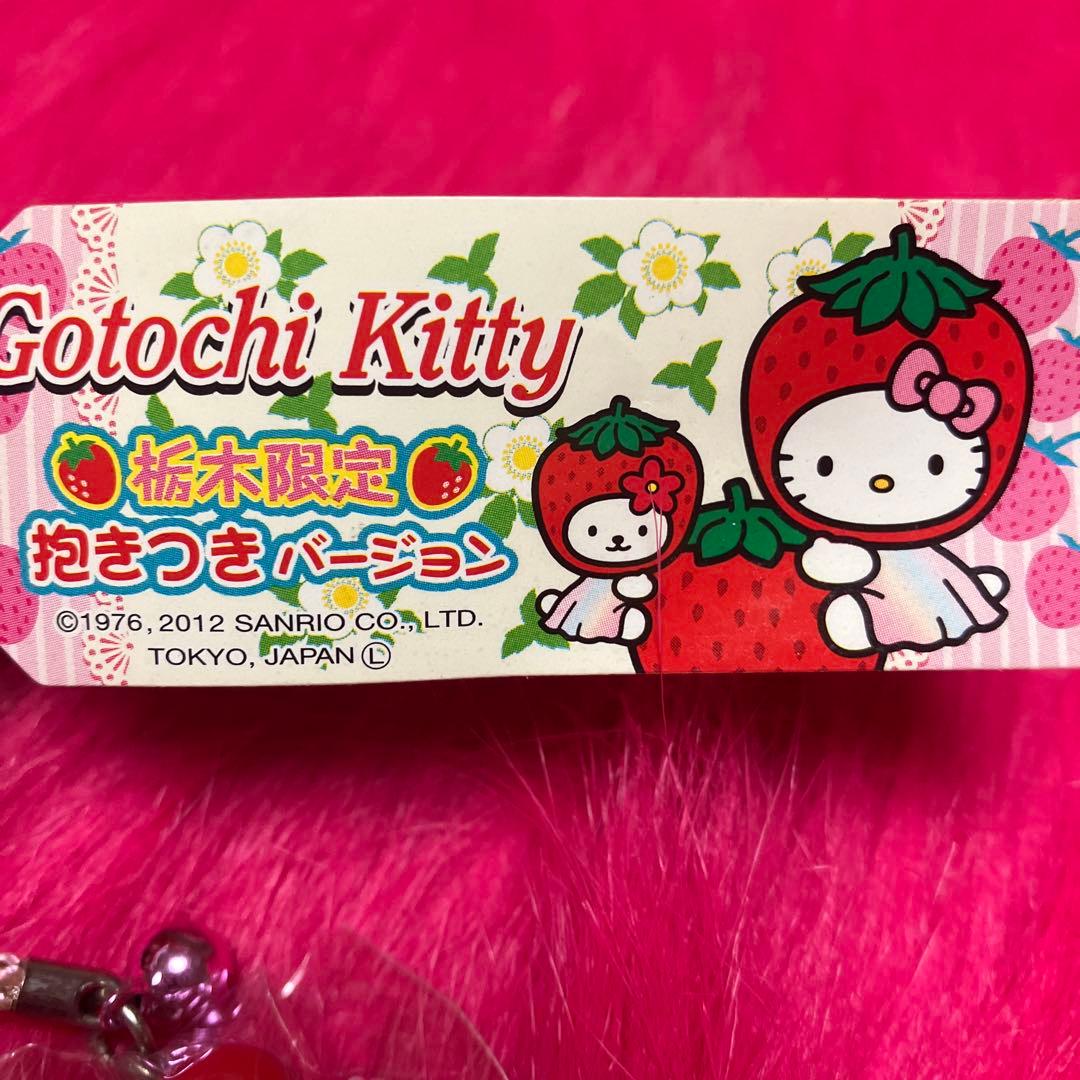 Gotochi Kitty
栃木限定
抱きつきバージョン
©1976, 2012 SANRIO CO., LTD.
TOKYO, JAPAN Ⓛ